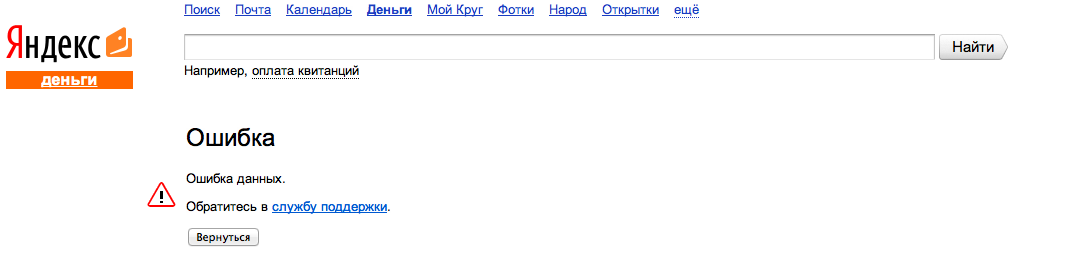 Поиск Почта Календарь Деньги Мой Круг Фотки Народ Открытки ещё
Яндекс
деньги
Найти
Например, оплата квитанций
Ошибка
Ошибка данных.
Обратитесь в службу поддержки.
Вернуться